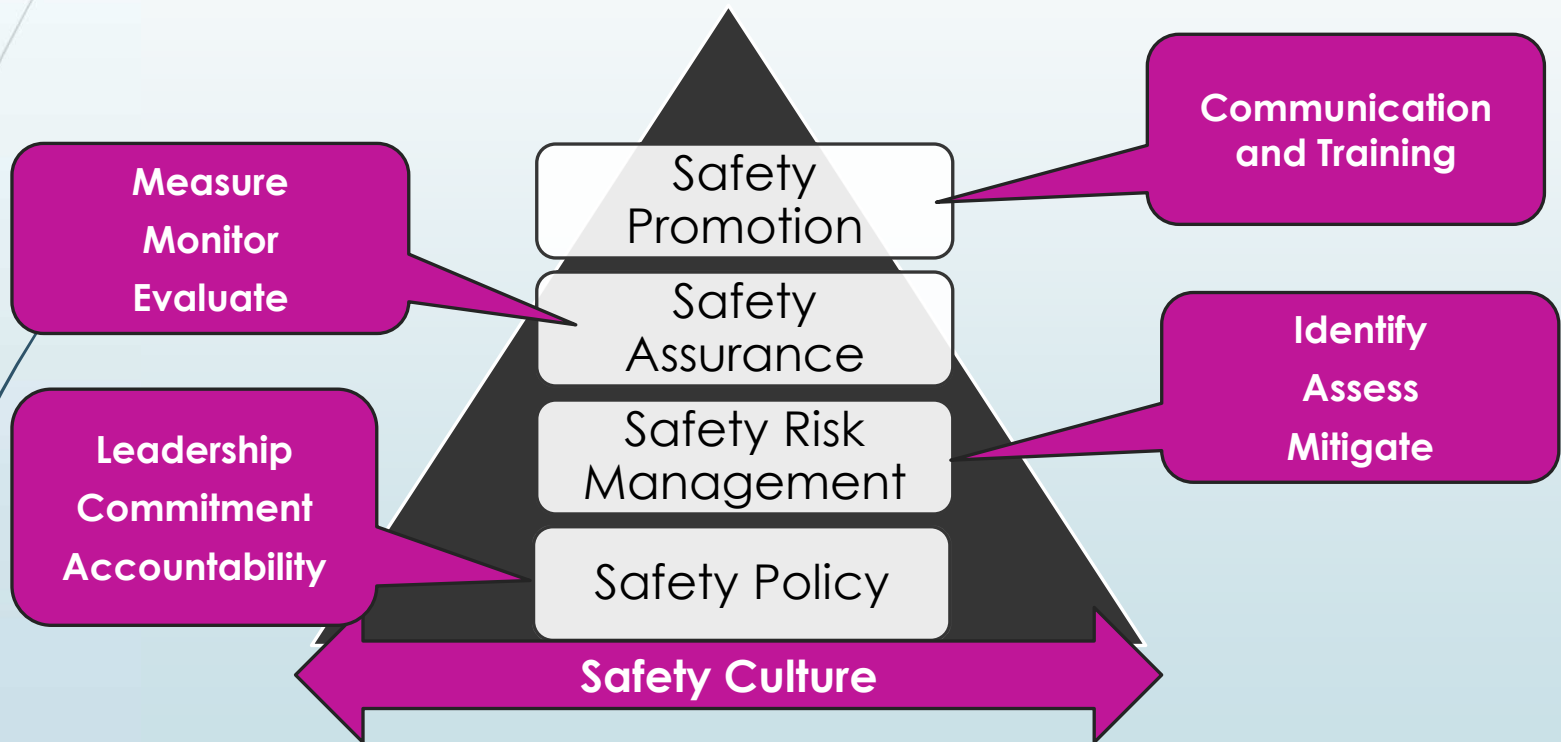 Communication
and Training
Safety
Promotion
Measure
Monitor
Evaluate
Safety
Assurance
Identify
Assess
Mitigate
Safety Risk
Management
Leadership
Commitment
Accountability
Safety Policy
Safety Culture